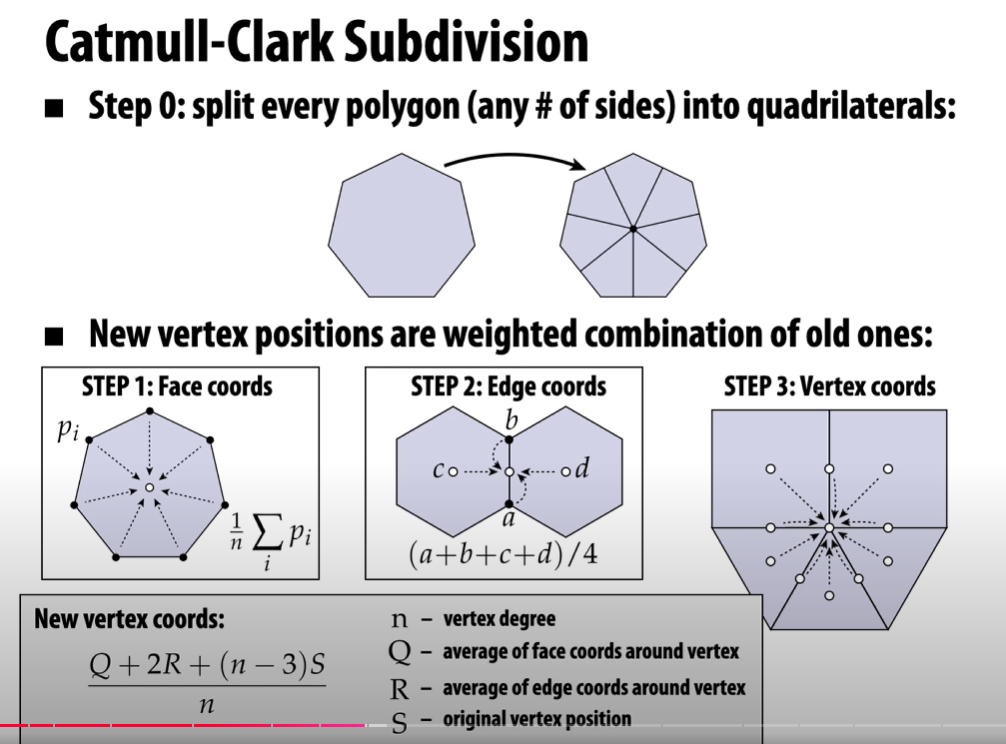 Catmull-Clark Subdivision
■ Step 0: split every polygon (any # of sides) into quadrilaterals:
■ New vertex positions are weighted combination of old ones:
STEP 1: Face coords
pᵢ
1/n ∑ᵢ pᵢ
STEP 2: Edge coords
b
c d
a
(a+b+c+d)/4
STEP 3: Vertex coords
New vertex coords:
Q + 2R + (n − 3)S
n
n – vertex degree
Q – average of face coords around vertex
R – average of edge coords around vertex
S – original vertex position